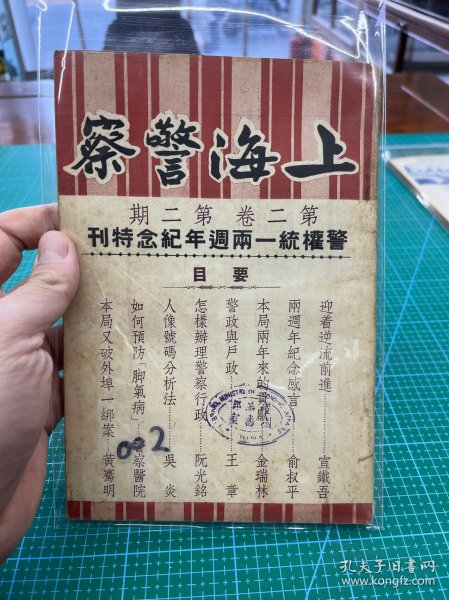 上海警察
第二卷 第二期
警權統一兩週年紀念特刊
要目
迎着逆流前進……宣鐵吾
兩週年紀念感言……俞叔平
本局兩年來的貢獻……金瑞林
警政與戶政……王章
怎樣辦理警察行政……阮光銘
人像號碼分析法……吳炎
如何預防「脚氣病」……警察醫院
本局又破外埠一綁案 黃騫明
002
孔夫子旧书网
www.kongfz.com